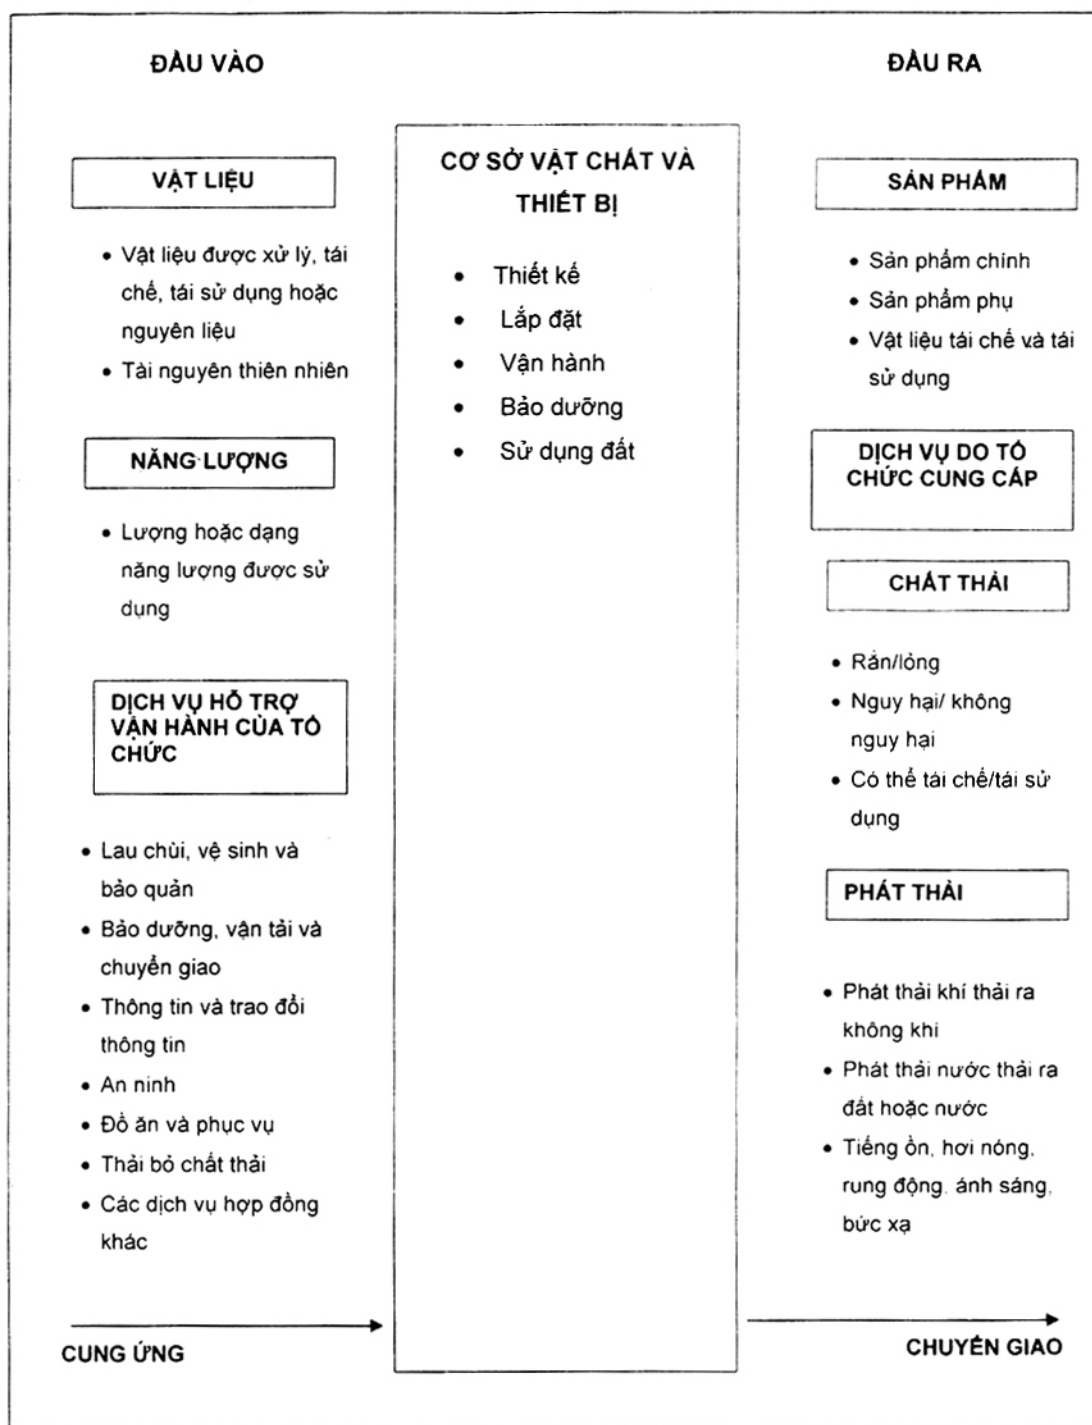 ĐẦU VÀO
VẬT LIỆU
• Vật liệu được xử lý, tái
chế, tái sử dụng hoặc
nguyên liệu
• Tài nguyên thiên nhiên
NĂNG LƯỢNG
• Lượng hoặc dạng
năng lượng được sử
dụng
DỊCH VỤ HỖ TRỢ
VẬN HÀNH CỦA TỔ
CHỨC
• Lau chùi, vệ sinh và
bảo quản
• Bảo dưỡng, vận tải và
chuyển giao
• Thông tin và trao đổi
thông tin
• An ninh
• Đồ ăn và phục vụ
• Thải bỏ chất thải
• Các dịch vụ hợp đồng
khác
CUNG ỨNG
CƠ SỞ VẬT CHẤT VÀ
THIẾT BỊ
• Thiết kế
• Lắp đặt
• Vận hành
• Bảo dưỡng
• Sử dụng đất
ĐẦU RA
SẢN PHẨM
• Sản phẩm chính
• Sản phẩm phụ
• Vật liệu tái chế và tái
sử dụng
DỊCH VỤ DO TỔ
CHỨC CUNG CẤP
CHẤT THẢI
• Rắn/lỏng
• Nguy hại/ không
nguy hại
• Có thể tái chế/tái sử
dụng
PHÁT THẢI
• Phát thải khí thải ra
không khi
• Phát thải nước thải ra
đất hoặc nước
• Tiếng ồn, hơi nóng,
rung động, ánh sáng,
bức xạ
CHUYỂN GIAO